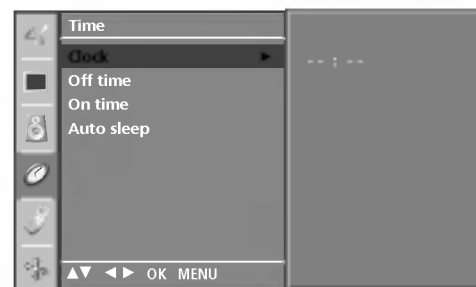 Time
Clock ►
-- : --
Off time
On time
Auto sleep
▲▼ ◄► OK MENU